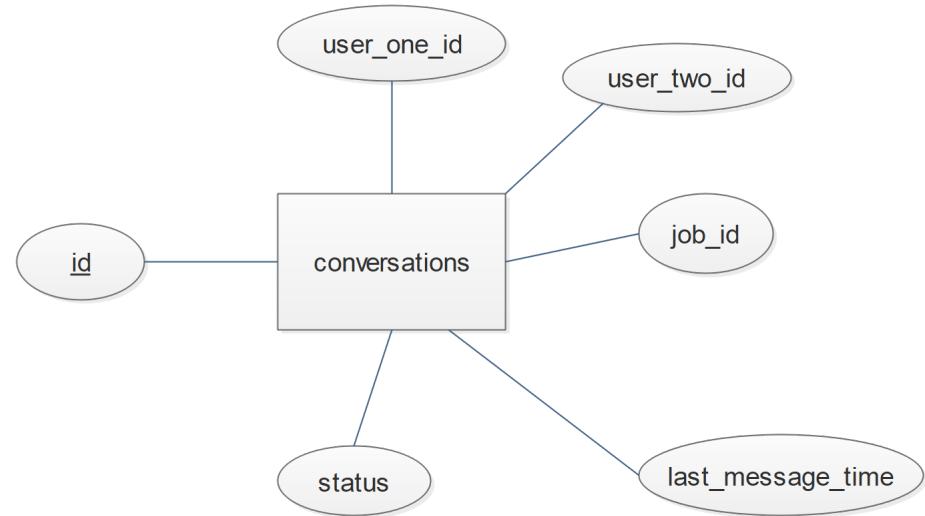 user_one_id
user_two_id
job_id
id
conversations
status
last_message_time